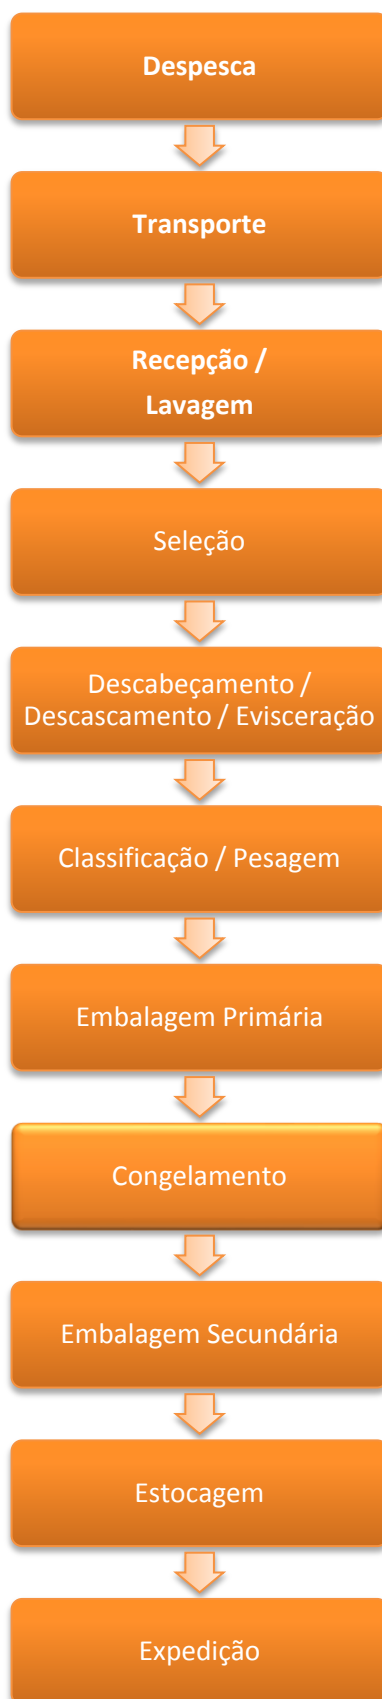 Despesca
Transporte
Recepção /
Lavagem
Seleção
Descabeçamento /
Descascamento / Evisceração
Classificação / Pesagem
Embalagem Primária
Congelamento
Embalagem Secundária
Estocagem
Expedição